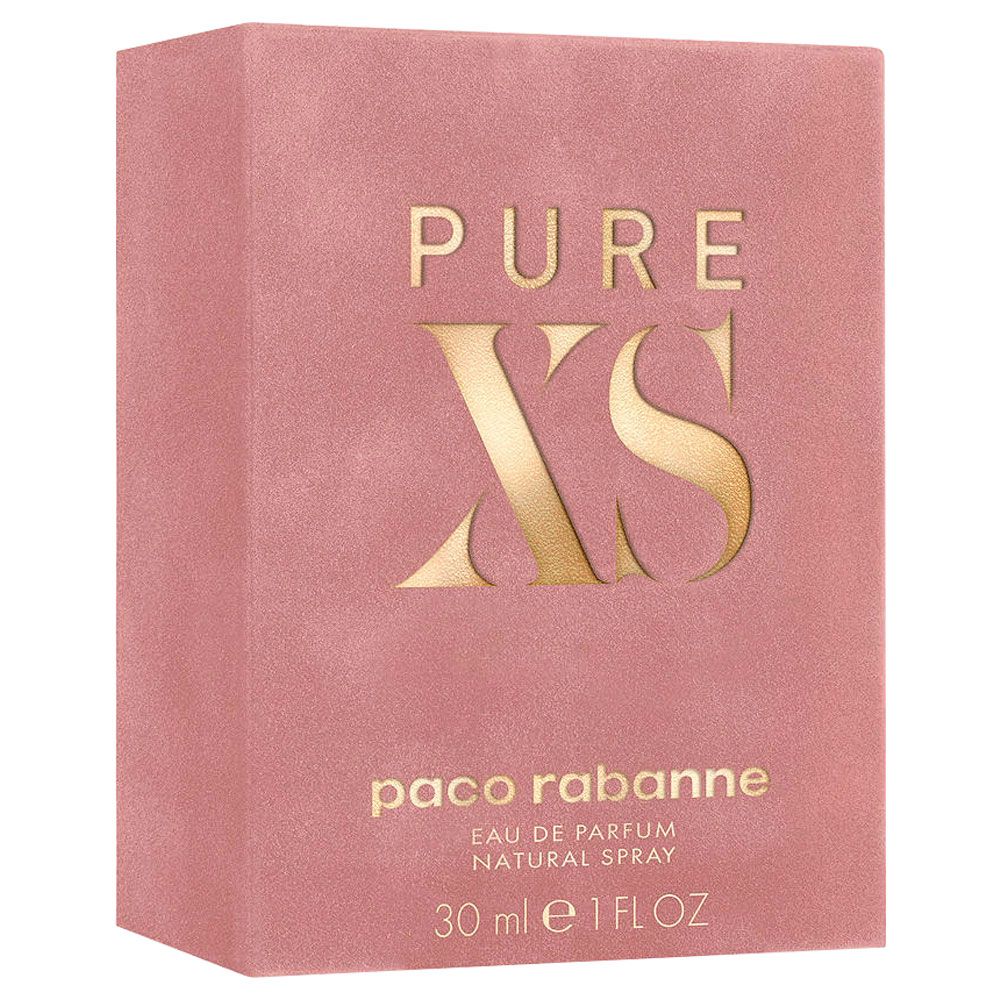 PURE
XS
paco rabanne
EAU DE PARFUM
NATURAL SPRAY
30 ml ℮ 1 FL OZ